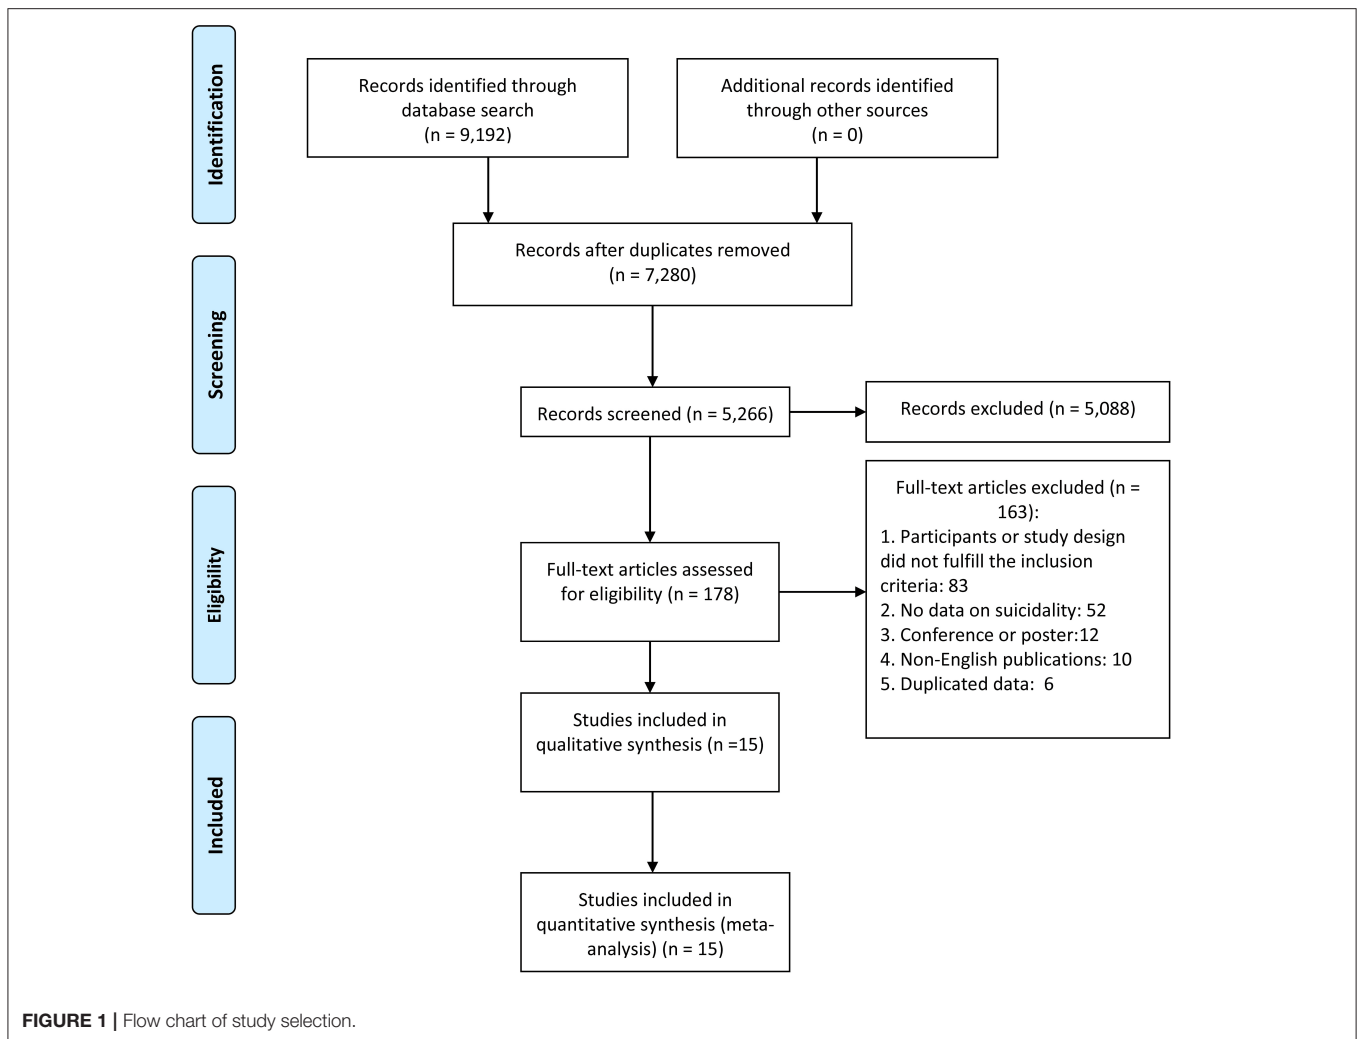 Identification
Records identified through
database search
(n = 9,192)
Additional records identified
through other sources
(n = 0)
Records after duplicates removed
(n = 7,280)
Screening
Records screened (n = 5,266)
Records excluded (n = 5,088)
Eligibility
Full-text articles assessed
for eligibility (n = 178)
Full-text articles excluded (n =
163):
1. Participants or study design
did not fulfill the inclusion
criteria: 83
2. No data on suicidality: 52
3. Conference or poster:12
4. Non-English publications: 10
5. Duplicated data:  6
Studies included in
qualitative synthesis (n =15)
Included
Studies included in
quantitative synthesis (meta-
analysis) (n = 15)
FIGURE 1 | Flow chart of study selection.